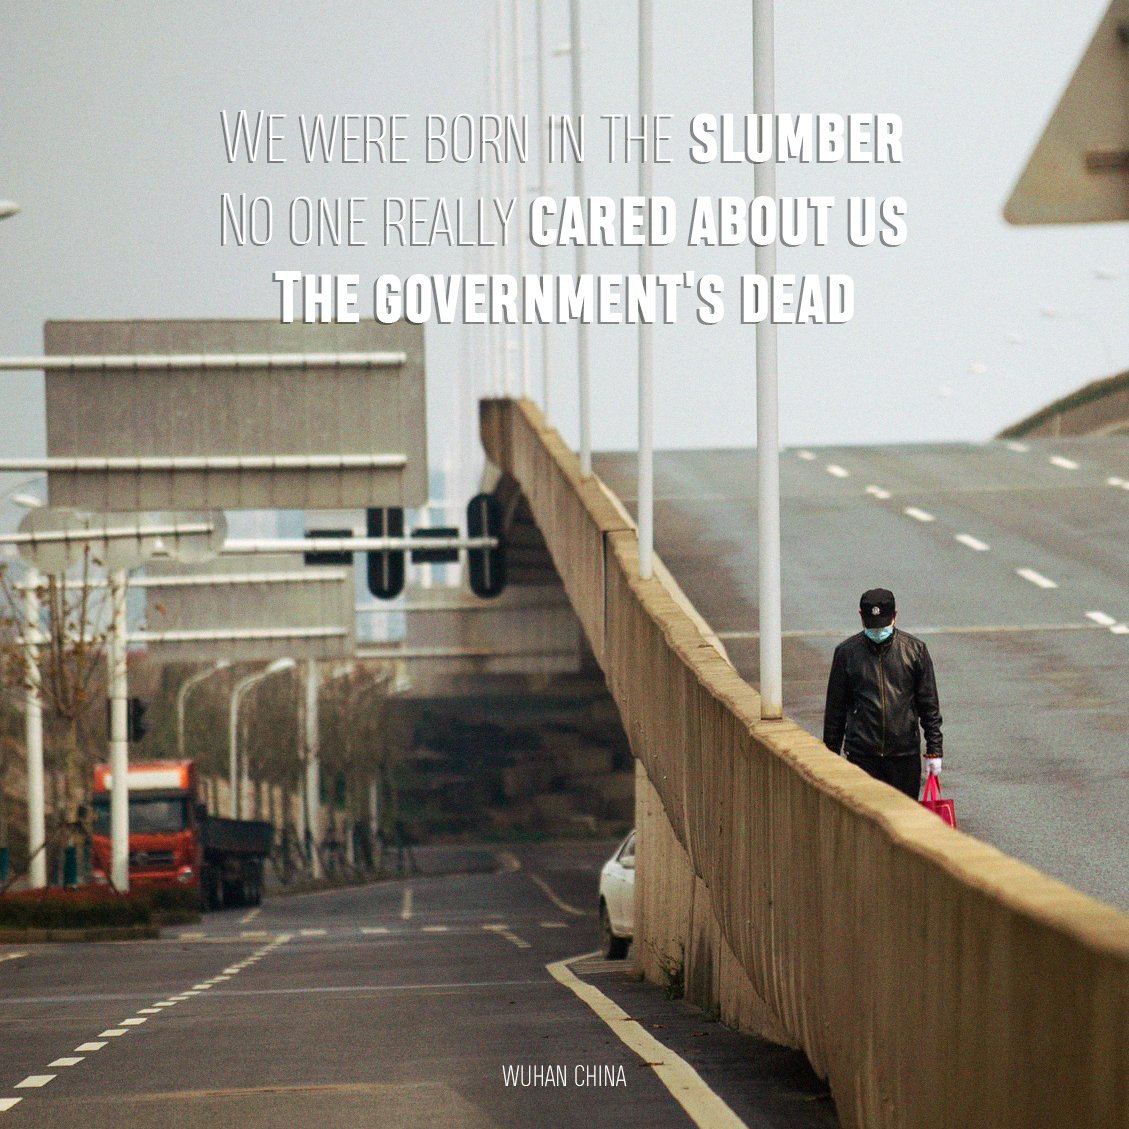 We were born in the slumber
No one really cared about us
The government's dead
WUHAN CHINA